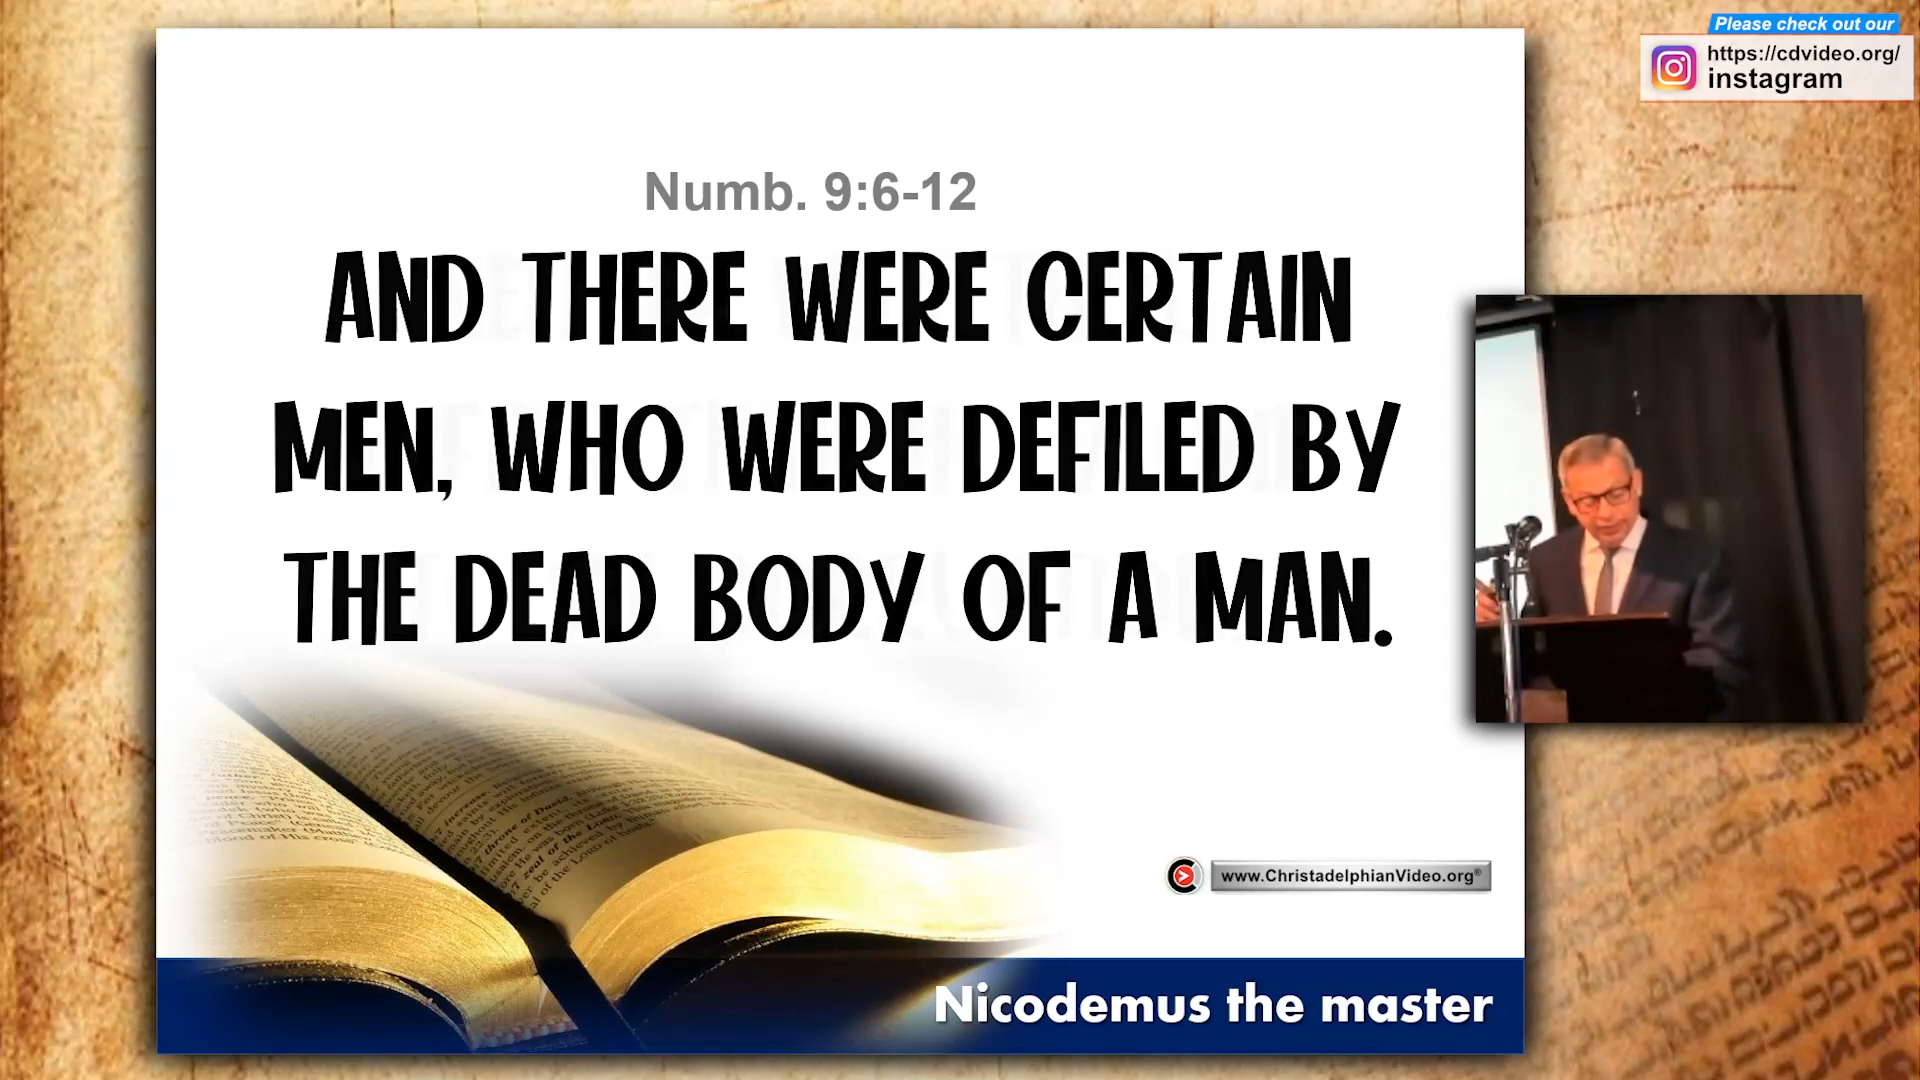 Please check out our
https://cdvideo.org/
instagram
Numb. 9:6-12
AND THERE WERE CERTAIN
MEN, WHO WERE DEFILED BY
THE DEAD BODY OF A MAN.
www.ChristadelphianVideo.org®
Nicodemus the master